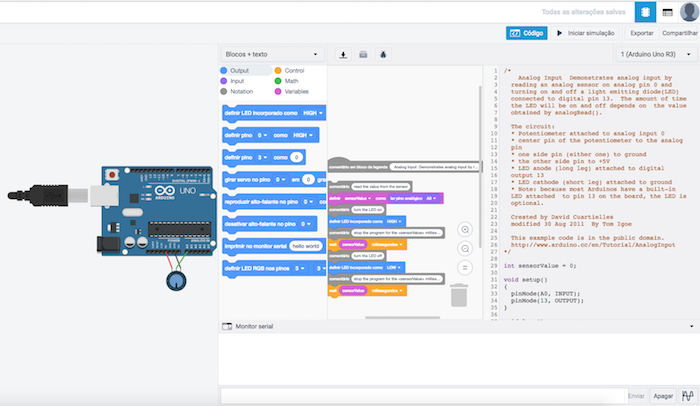 Todas as alterações salvas
Código
Iniciar simulação
Exportar
Compartilhar
Blocos + texto
1 (Arduino Uno R3)
Output
Control
Input
Math
Notation
Variables
definir LED incorporado como HIGH
definir pino 0 como HIGH
definir pino 3 como 0
girar servo no pino 0 em 0 gra
reproduzir alto-falante no pino 0
desativar alto-falante no pino 0
imprimir no monitor serial hello world
definir LED RGB nos pinos 3 3
UNO
ARDUINO
comentário em bloco de legenda Analog Input Demonstrates analog input by r
comentário read the value from the sensor
definir sensorValue como ler pino analógico A0
comentário turn the LED on
definir LED incorporado como HIGH
comentário stop the program for the <sensorValue> millise...
wait sensorValue milissegundos
comentário turn the LED off
definir LED incorporado como LOW
comentário stop the program for the <sensorValue> millise...
wait sensorValue milissegundos
1 /*
2 Analog Input Demonstrates analog input by
reading an analog sensor on analog pin 0 and
turning on and off a light emitting diode(LED)
connected to digital pin 13. The amount of time
the LED will be on and off depends on the value
obtained by analogRead().
The circuit:
* Potentiometer attached to analog input 0
* center pin of the potentiometer to the analog
pin
* one side pin (either one) to ground
* the other side pin to +5V
* LED anode (long leg) attached to digital
output 13
* LED cathode (short leg) attached to ground
* Note: because most Arduinos have a built-in
LED attached to pin 13 on the board, the LED is
optional.
Created by David Cuartielles
modified 30 Aug 2011 By Tom Igoe
This example code is in the public domain.
http://www.arduino.cc/en/Tutorial/AnalogInput
*/
int sensorValue = 0;
void setup()
{
pinMode(A0, INPUT);
pinMode(13, OUTPUT);
}
Monitor serial
Enviar
Apagar